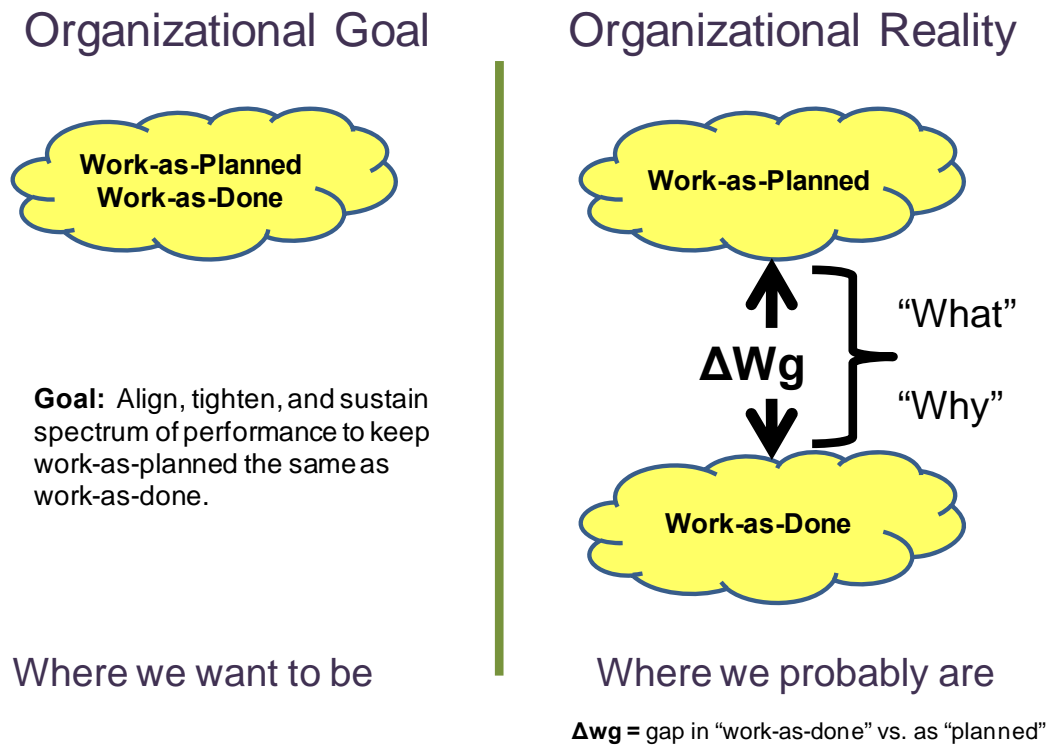 Organizational Goal
Work-as-Planned
Work-as-Done
Goal: Align, tighten, and sustain
spectrum of performance to keep
work-as-planned the same as
work-as-done.
Where we want to be
Organizational Reality
Work-as-Planned
ΔWg
“What”
“Why”
Work-as-Done
Where we probably are
Δwg = gap in “work-as-done” vs. as “planned”